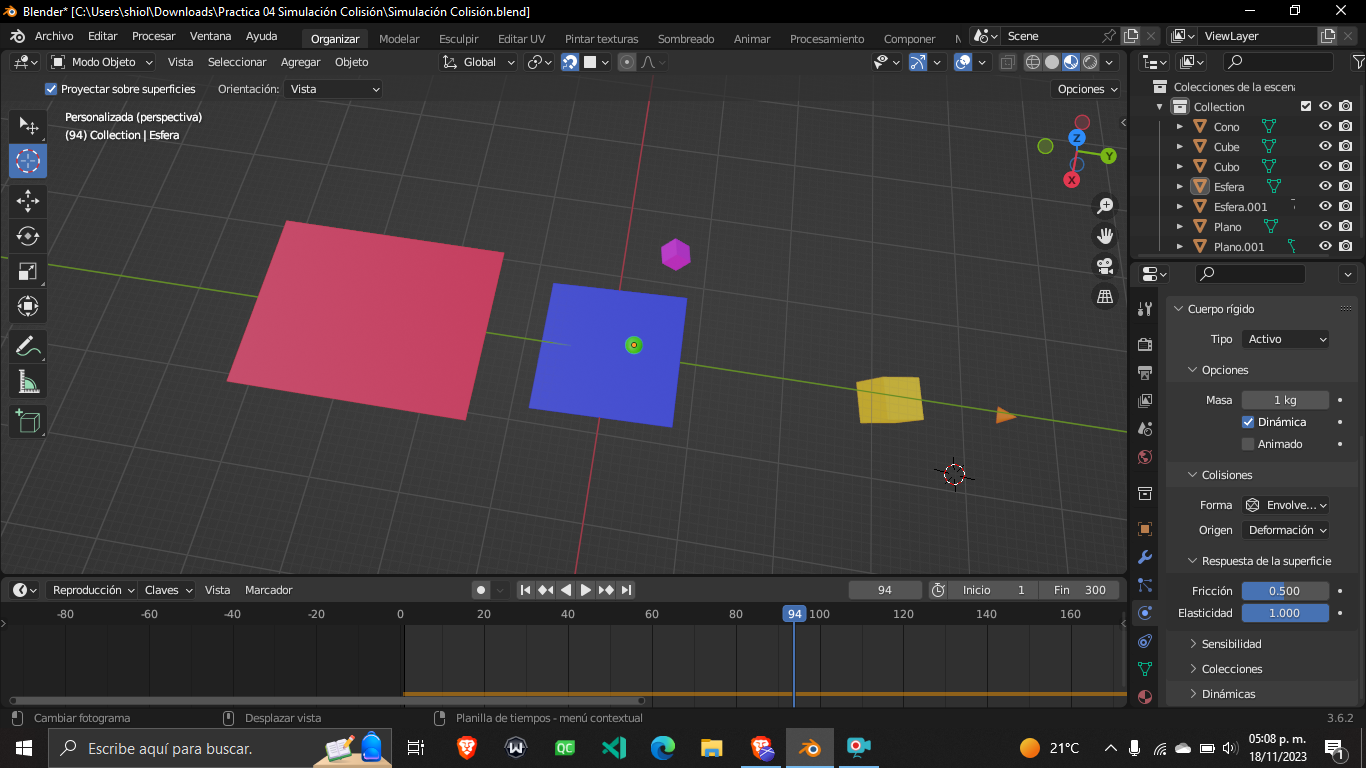 Blender* [C:\Users\shiol\Downloads\Practica 04 Simulación Colisión\Simulación Colisión.blend]
Archivo Editar Procesar Ventana Ayuda Organizar Modelar Esculpir Editar UV Pintar texturas Sombreado Animar Procesamiento Componer Scene ViewLayer
Modo Objeto Vista Seleccionar Agregar Objeto Global
Proyectar sobre superficies Orientación: Vista Opciones
Personalizada (perspectiva)
(94) Collection | Esfera
Z
Y
X
Colecciones de la escena
Collection
Cono
Cube
Cubo
Esfera
Esfera.001
Plano
Plano.001
Cuerpo rígido
Tipo Activo
Opciones
Masa 1 kg
Dinámica
Animado
Colisiones
Forma Envolve...
Origen Deformación
Respuesta de la superficie
Fricción 0.500
Elasticidad 1.000
Sensibilidad
Colecciones
Dinámicas
Reproducción Claves Vista Marcador 94 Inicio 1 Fin 300
-80 -60 -40 -20 0 20 40 60 80 94 100 120 140 160
Cambiar fotograma Desplazar vista Planilla de tiempos - menú contextual 3.6.2
Escribe aquí para buscar. QC 21°C 05:08 p. m.
18/11/2023 1